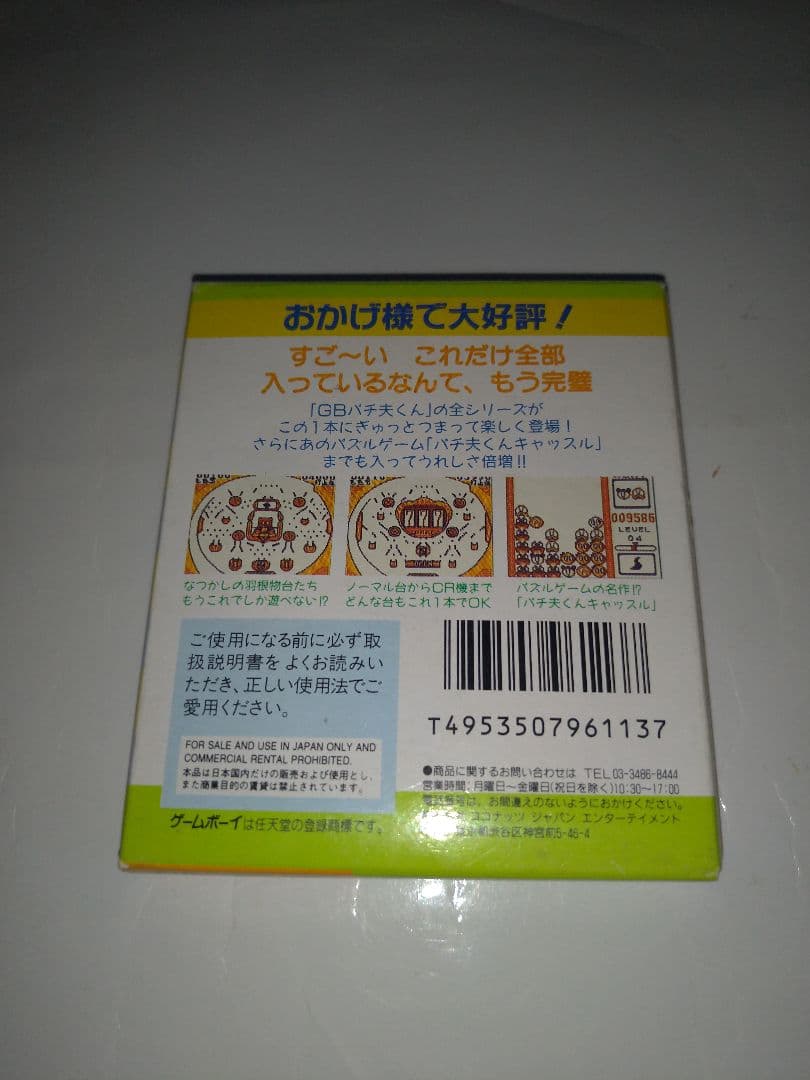 おかげ様で大好評!
すご〜い これだけ全部
入っているなんて、もう完璧
「GBパチ夫くん」の全シリーズが
この1本にぎゅっとつまって楽しく登場!
さらにあのパズルゲーム「パチ夫くんキャッスル」
までも入ってうれしさ倍増!!
009586
LEVEL
04
なつかしの羽根物台たち
もうこれでしか遊べない!?
ノーマル台からCR機まで
どんな台もこれ1本でOK
パズルゲームの名作!?
「パチ夫くんキャッスル」
ご使用になる前に必ず取
扱説明書をよくお読みい
ただき、正しい使用法でご
愛用ください。
FOR SALE AND USE IN JAPAN ONLY AND
COMMERCIAL RENTAL PROHIBITED.
本品は日本国内だけの販売および使用とし、
また商業目的の賃貸は禁止されています。
ゲームボーイは任天堂の登録商標です。
T4953507961137
●商品に関するお問い合わせは TEL.03-3486-8444
営業時間:月曜日〜金曜日(祝日を除く)10:30〜17:00
電話番号は、お間違えのないようにおかけください。
ココナッツ ジャパン エンターテイメント
東京都渋谷区神宮前5-46-4